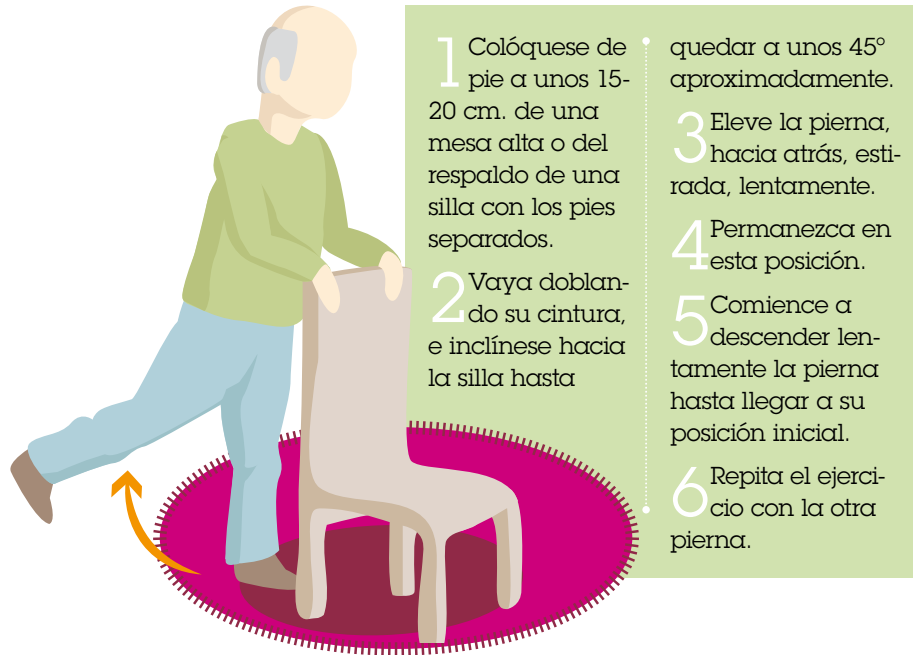 1 Colóquese de
pie a unos 15-
20 cm. de una
mesa alta o del
respaldo de una
silla con los pies
separados.
2 Vaya doblan-
do su cintura,
e inclínese hacia
la silla hasta
quedar a unos 45º
aproximadamente.
3 Eleve la pierna,
hacia atrás, esti-
rada, lentamente.
4 Permanezca en
esta posición.
5 Comience a
descender len-
tamente la pierna
hasta llegar a su
posición inicial.
6 Repita el ejerci-
cio con la otra
pierna.